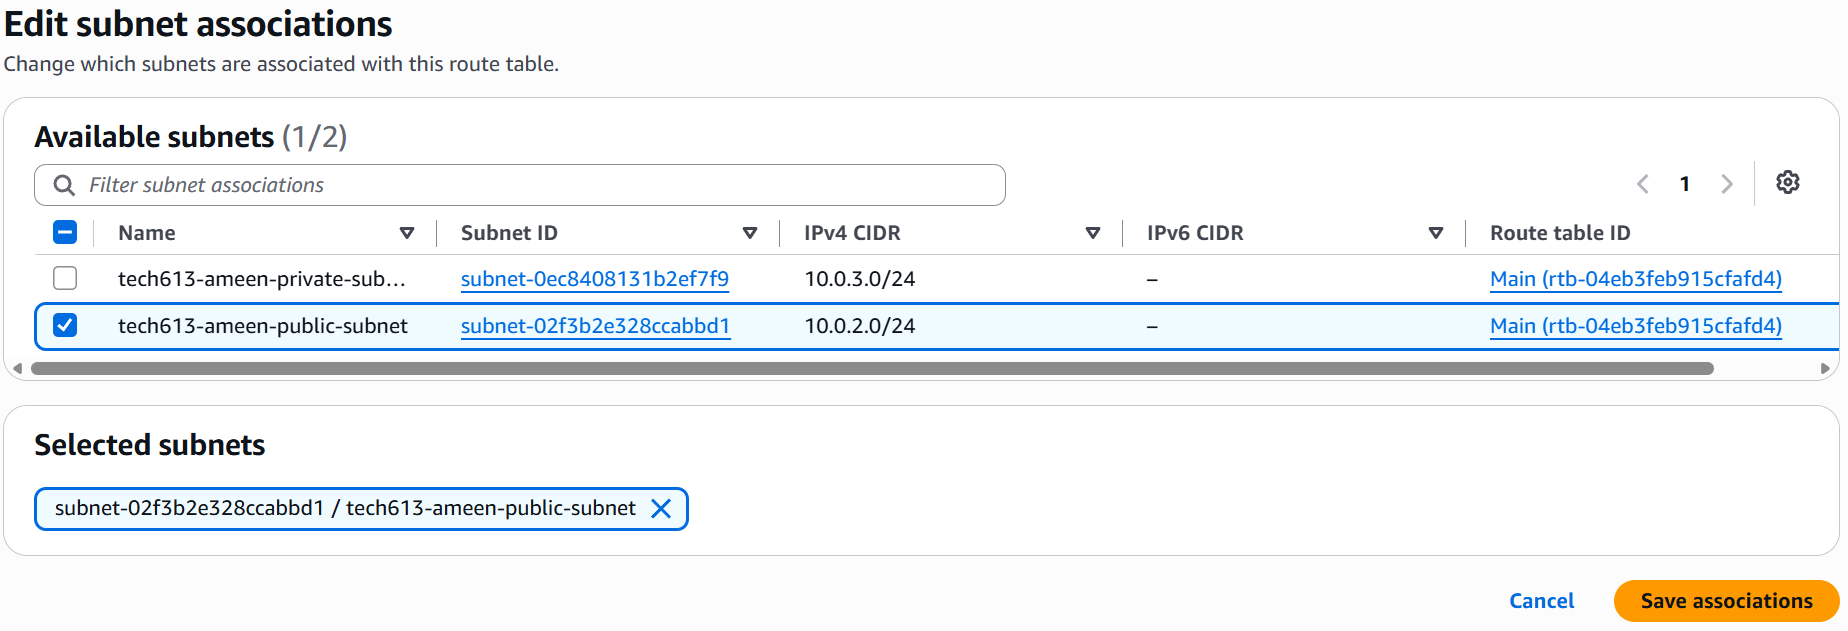 Edit subnet associations
Change which subnets are associated with this route table.
Available subnets (1/2)
Filter subnet associations
1
Name Subnet ID IPv4 CIDR IPv6 CIDR Route table ID
tech613-ameen-private-sub... subnet-0ec8408131b2ef7f9 10.0.3.0/24 – Main (rtb-04eb3feb915cfafd4)
tech613-ameen-public-subnet subnet-02f3b2e328ccabbd1 10.0.2.0/24 – Main (rtb-04eb3feb915cfafd4)
Selected subnets
subnet-02f3b2e328ccabbd1 / tech613-ameen-public-subnet
Cancel Save associations